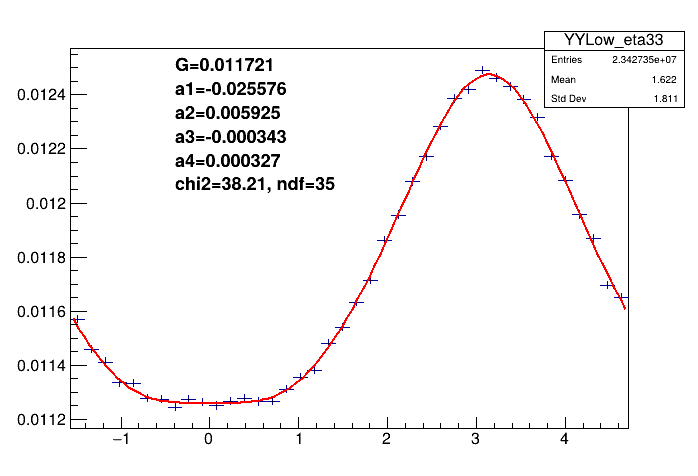 YYLow_eta33
Entries 2.342735e+07
Mean 1.622
Std Dev 1.811
G=0.011721
a1=-0.025576
a2=0.005925
a3=-0.000343
a4=0.000327
chi2=38.21, ndf=35
0.0124
0.0122
0.012
0.0118
0.0116
0.0114
0.0112
−1 0 1 2 3 4